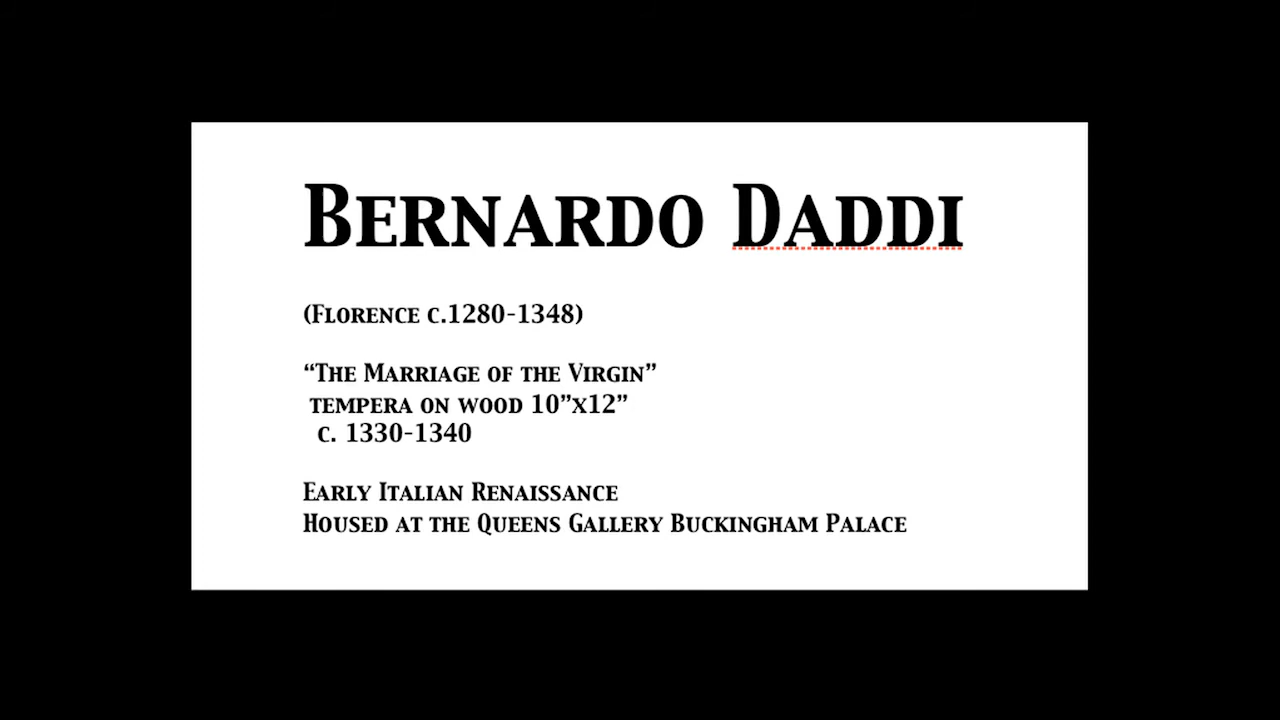 Bernardo Daddi
(Florence c.1280-1348)
“The Marriage of the Virgin”
tempera on wood 10”x12”
c. 1330-1340
Early Italian Renaissance
Housed at the Queens Gallery Buckingham Palace